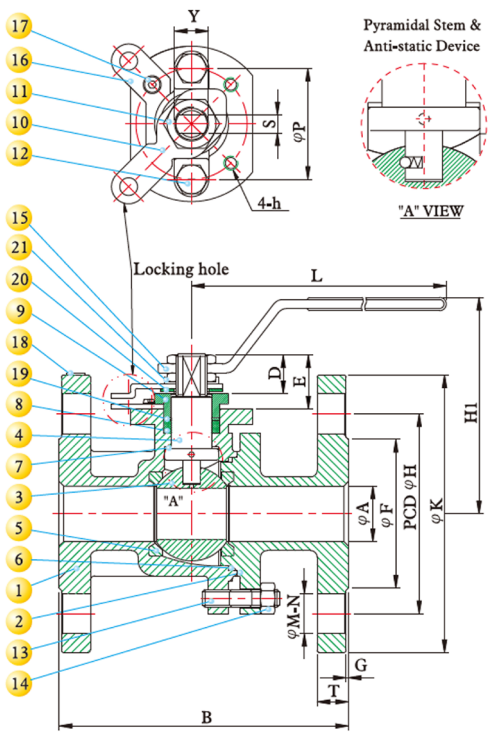 17
Y
Pyramidal Stem &
Anti-static Device
16
11
S
φP
10
12
4-h
"A" VIEW
15
Locking hole
L
21
20
9
D
E
18
H1
19
8
4
7
3
"A"
φA
φF
PCD φH
φK
5
6
1
2
φM-N
13
14
G
T
B